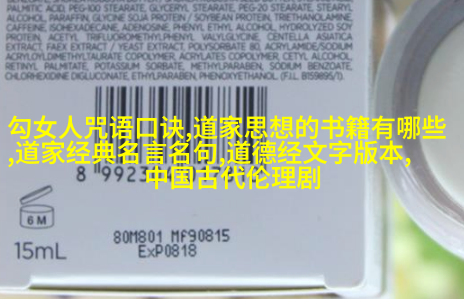 PALMITIC ACID, PEG-100 STEARATE, GLYCERYL STEARATE, PEG-20 STEARATE, STEARYL
ALCOHOL, PARAFFIN, GLYCINE SOJA PROTEIN / SOYBEAN PROTEIN, TRIETHANOLAMINE,
CAFFEINE, ISOHEXADECANE, ADENOSINE, PHENYL, ETHYL ALCOHOL, HYDROLYZED SOY
PROTEIN, ACETYL TRIFLUOROMETHYLPHENYL VALYLGLYCINE, CENTELLA ASIATICA
EXTRACT, FAEX EXTRACT / YEAST EXTRACT, POLYSORBATE 80, ACRYLAMIDE/SODIUM
ACRYLOYLDIMETHYLTAURATE COPOLYMER, ACRYLATES COPOLYMER, CETYL ALCOHOL,
RETINYL PALMITATE, POTASSIUM SORBATE, METHYLPARABEN, SODIUM BENZOATE,
CHLORHEXIDINE DIGLUCONATE, ETHYLPARABEN, PHENOXYETHANOL (F.I.L.
勾女人咒语口诀,道家思想的书籍有哪些
,道家经典名言名句,道德经文字版本,
中国古代伦理剧
8 9923
6 M
15mL
80M801 Mf90815
ExP0818